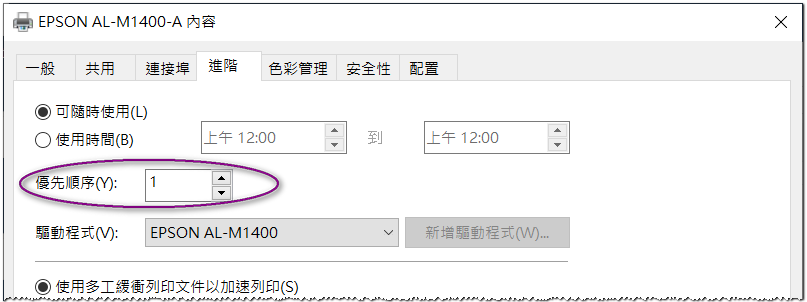 EPSON AL-M1400-A 內容
一般 共用 連接埠 進階 色彩管理 安全性 配置
可隨時使用(L)
使用時間(B) 上午 12:00 到 上午 12:00
優先順序(Y): 1
驅動程式(V): EPSON AL-M1400 新增驅動程式(W)...
使用多工緩衝列印文件以加速列印(S)